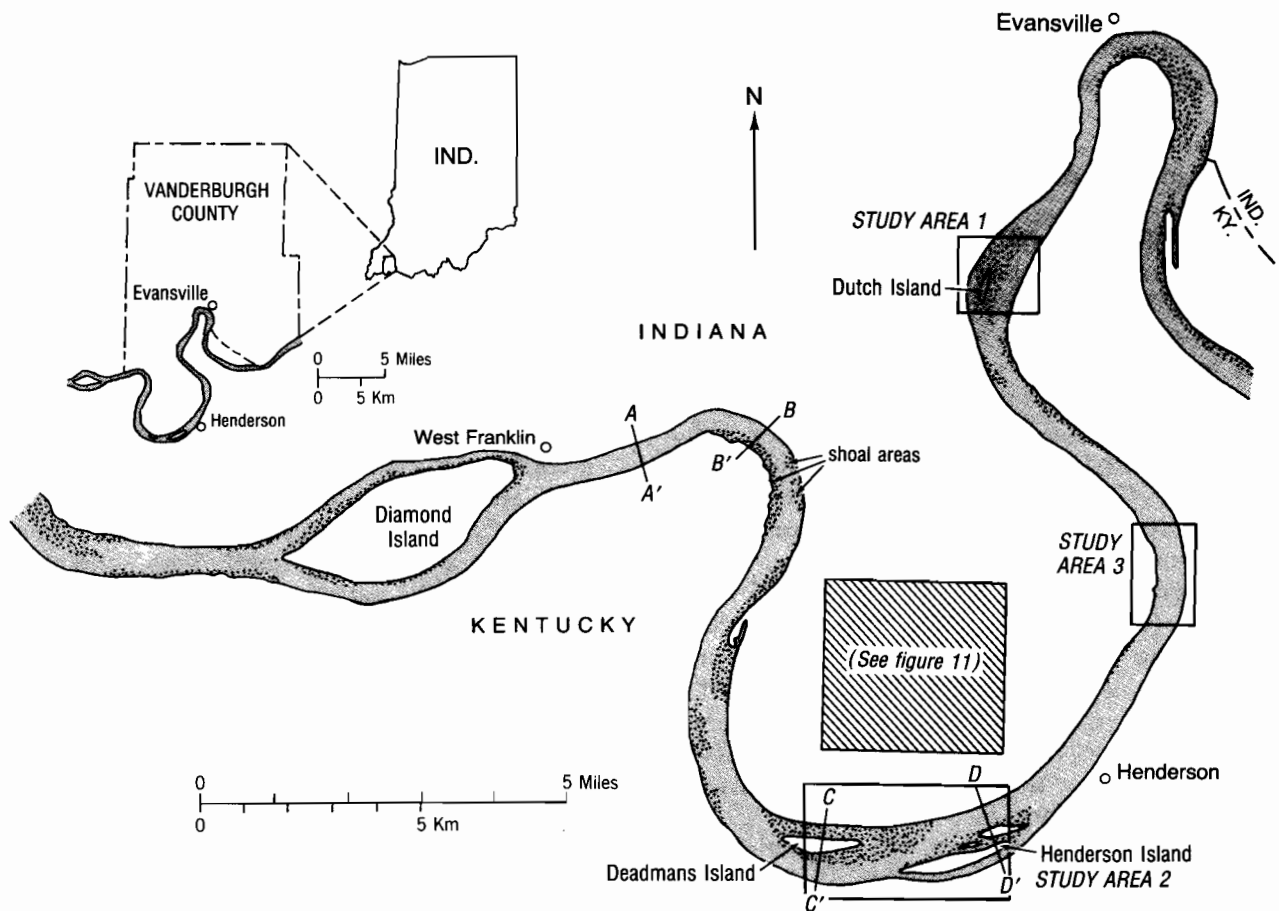 Evansville
N
IND.
VANDERBURGH
COUNTY
IND.
KY.
STUDY AREA 1
Evansville
Dutch Island
INDIANA
0 5 Miles
0 5 Km
A
B
Henderson
West Franklin
B'
shoal areas
A'
Diamond
Island
STUDY
AREA 3
KENTUCKY
(See figure 11)
0 5 Miles
0 5 Km
D
Henderson
C
Deadmans Island
Henderson Island
D' STUDY AREA 2
C'